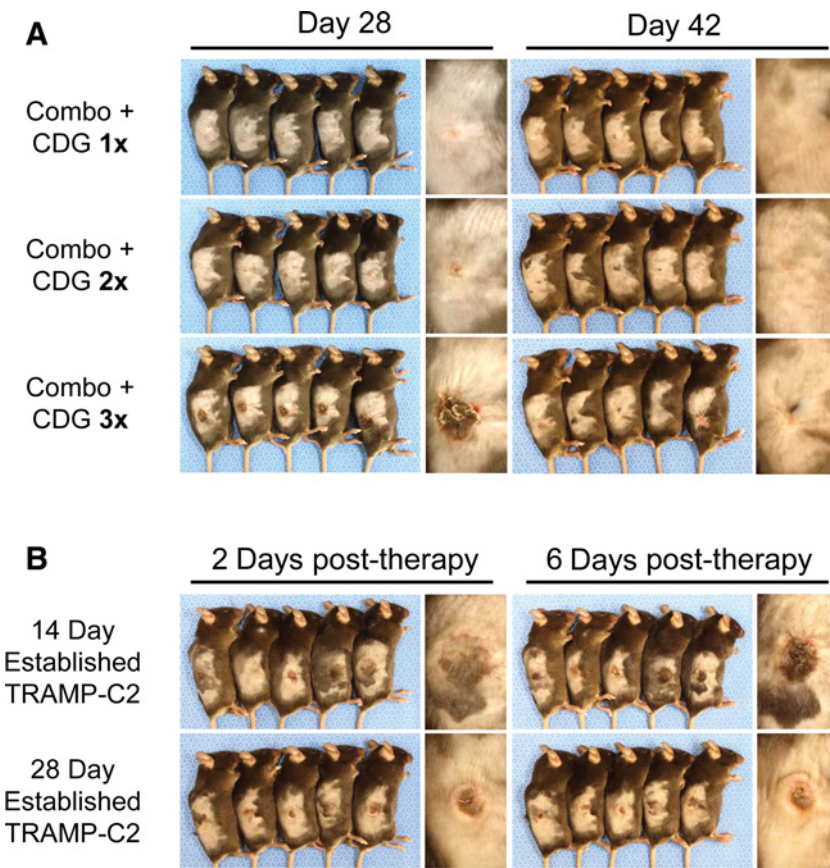 A
Day 28
Day 42
Combo +
CDG 1x
Combo +
CDG 2x
Combo +
CDG 3x
B
2 Days post-therapy
6 Days post-therapy
14 Day
Established
TRAMP-C2
28 Day
Established
TRAMP-C2